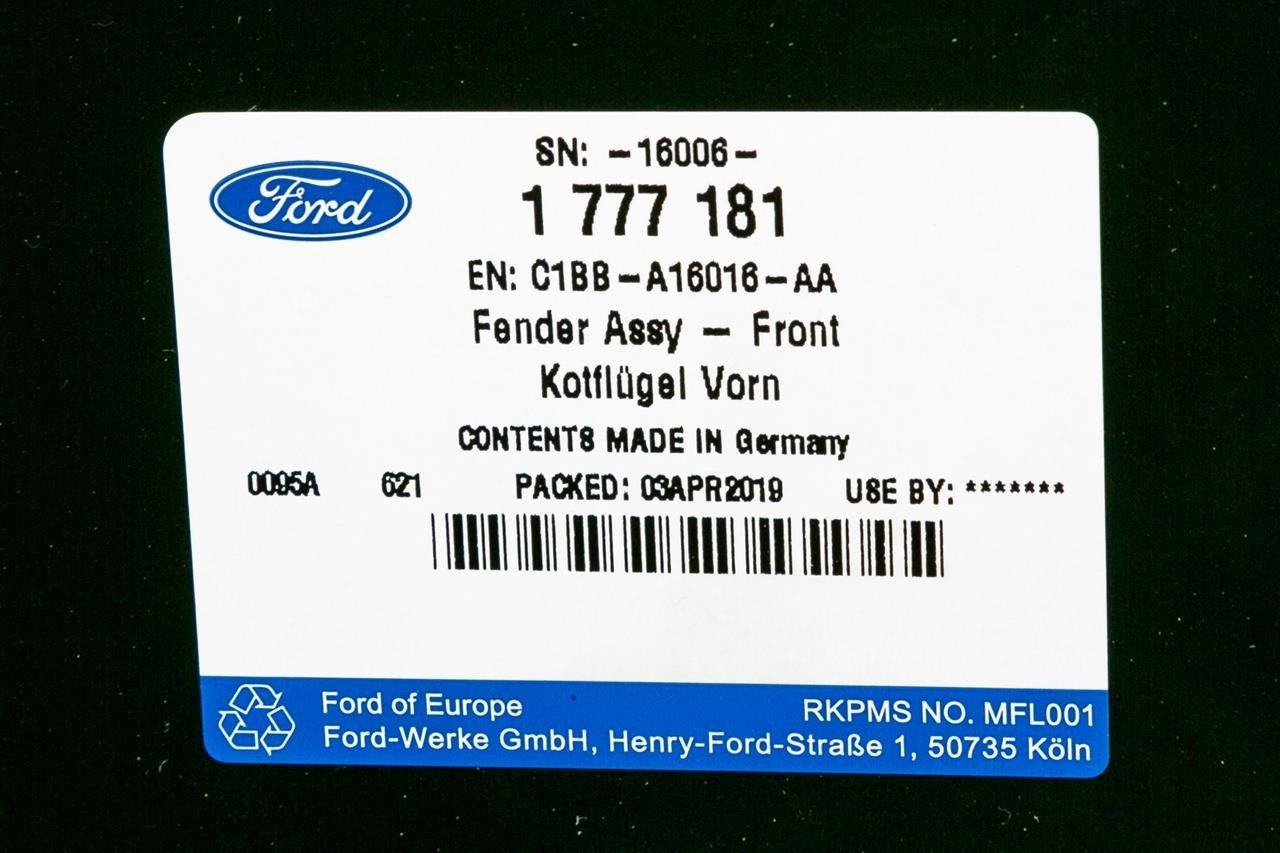 Ford
SN: -16006-
1 777 181
EN: C1BB-A16016-AA
Fender Assy - Front
Kotflügel Vorn
CONTENTS MADE IN Germany
0095A 621 PACKED: 03APR2019 USE BY: *******
Ford of Europe RKPMS NO. MFL001
Ford-Werke GmbH, Henry-Ford-Straße 1, 50735 Köln